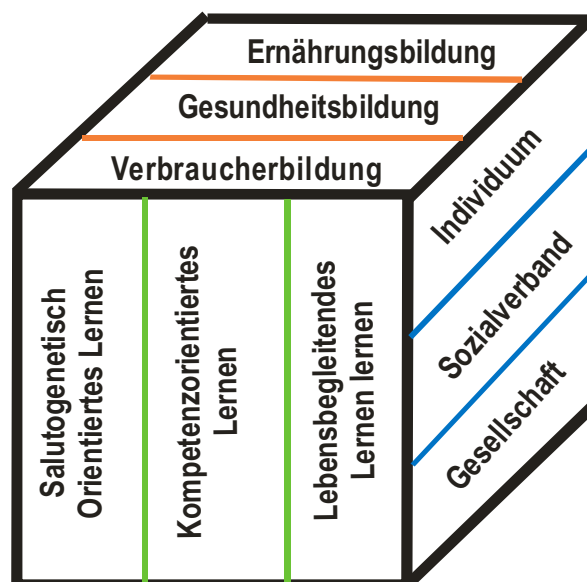 Ernährungsbildung
Gesundheitsbildung
Verbraucherbildung
Salutogenetisch
Orientiertes Lernen
Kompetenzorientiertes
Lernen
Lebensbegleitendes
Lernen lernen
Individuum
Sozialverband
Gesellschaft